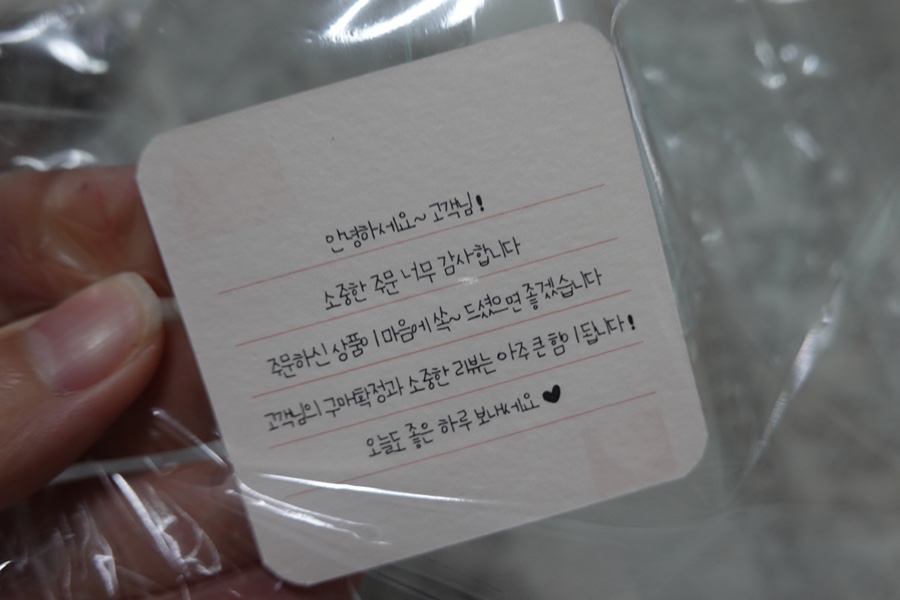 안녕하세요~ 고객님!
소중한 주문 너무 감사합니다
주문하신 상품이 마음에 쏙~ 드셨으면 좋겠습니다
고객님의 구매확정과 소중한 리뷰는 아주 큰 힘이 됩니다!
오늘도 좋은 하루 보내세요♥